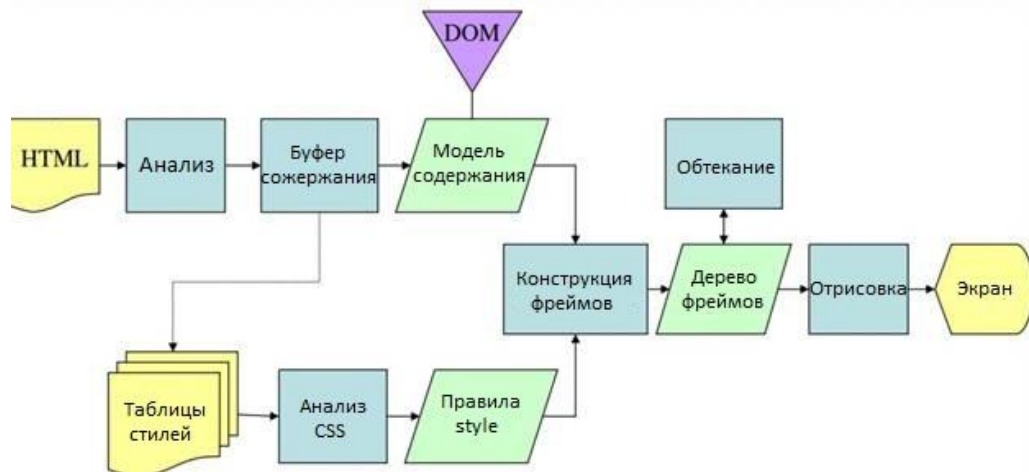 DOM
HTML
Анализ
Буфер
сожержания
Модель
содержания
Обтекание
Конструкция
фреймов
Дерево
фреймов
Отрисовка
Экран
Таблицы
стилей
Анализ
CSS
Правила
style